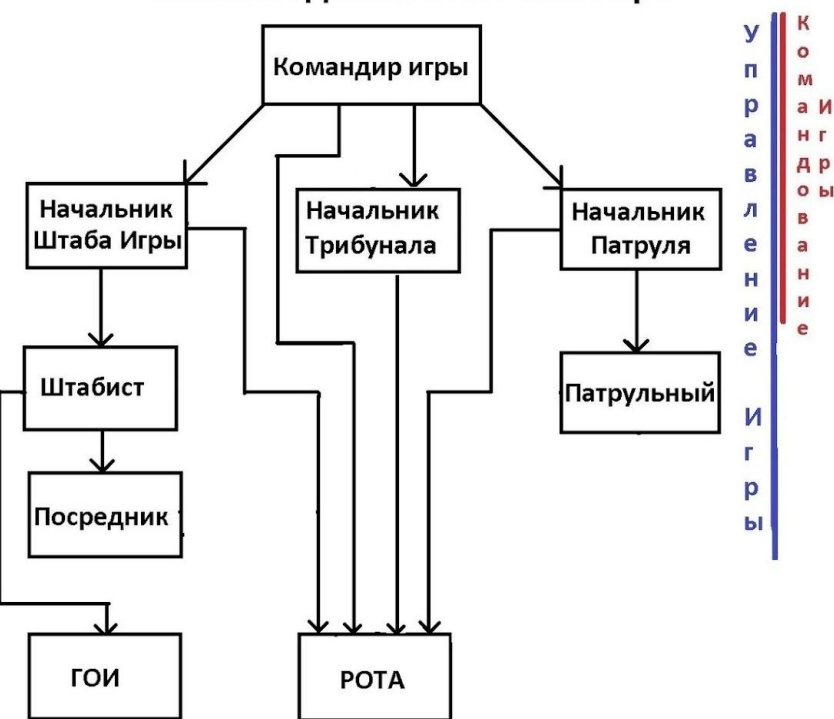 Командир игры
Начальник
Штаба Игры
Начальник
Трибунала
Начальник
Патруля
Штабист
Патрульный
Посредник
ГОИ
РОТА
Управление Игры
Командование
Игры